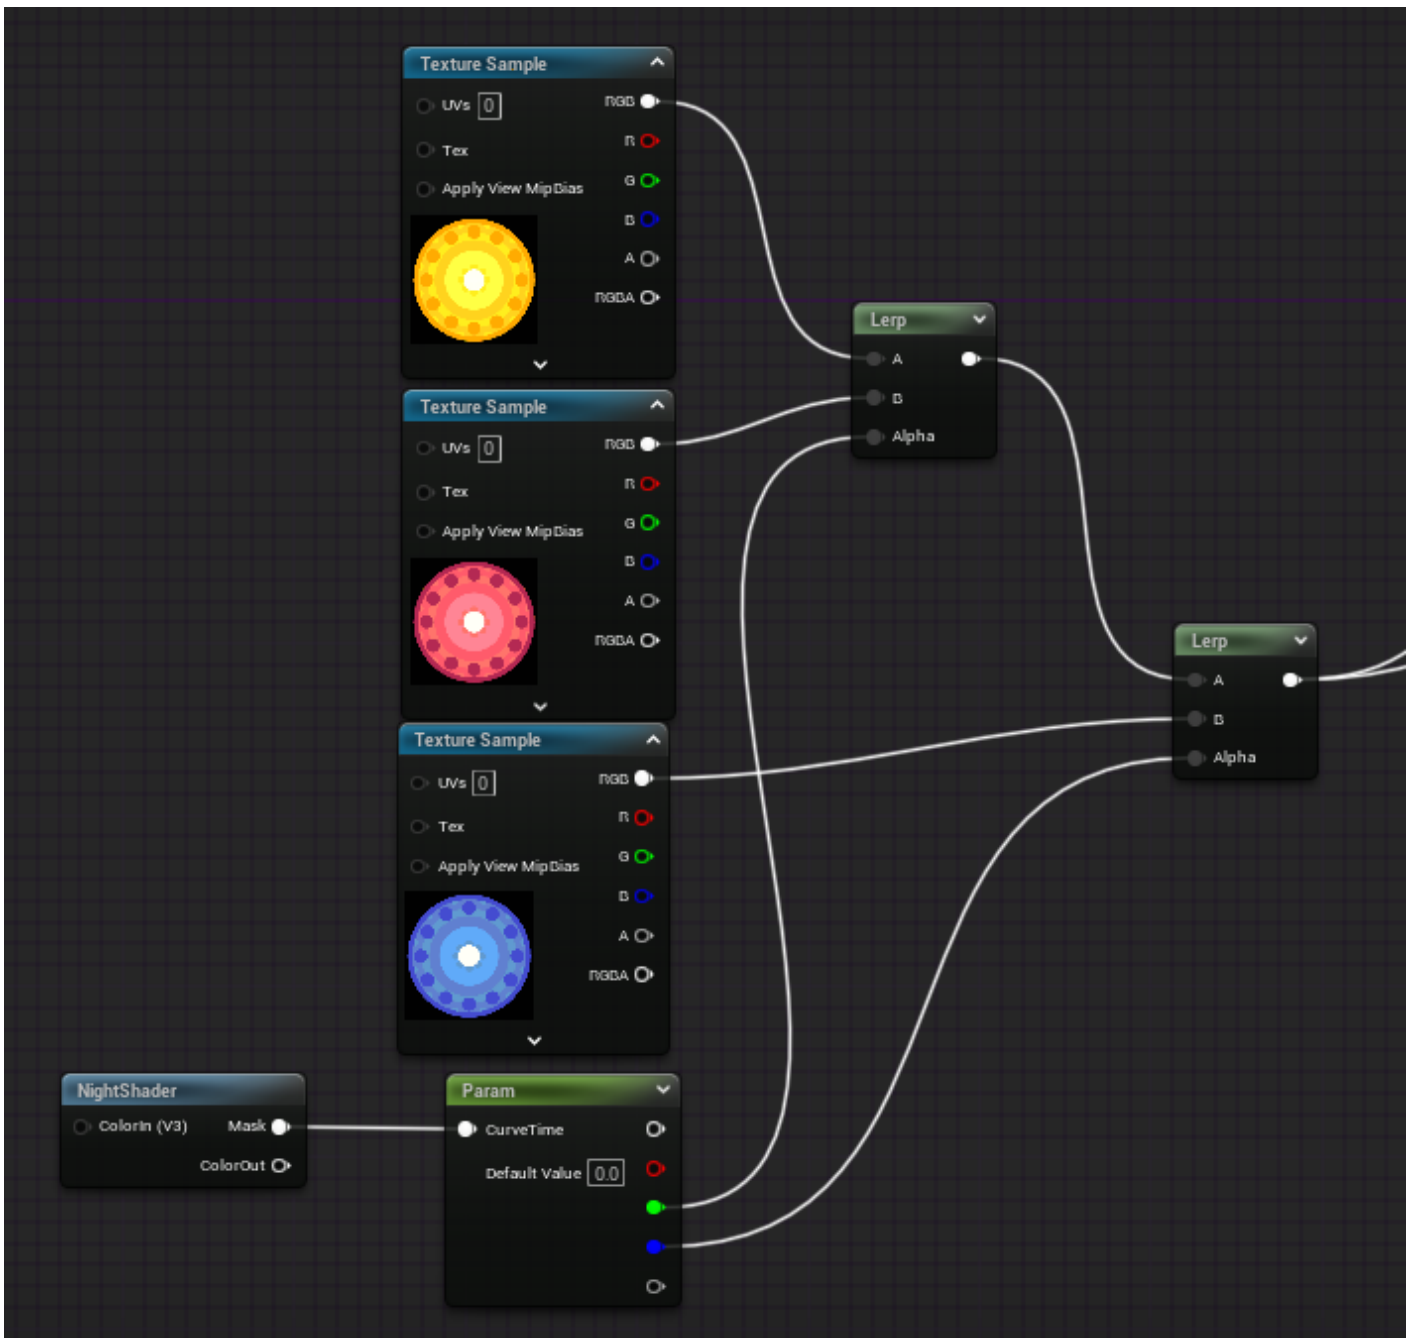 Texture Sample
UVs 0 RGB
R
Tex
G
Apply View MipBias
B
A
RGBA
Lerp
A
B
Alpha
Texture Sample
UVs 0 RGB
R
Tex
G
Apply View MipBias
B
A
RGBA
Lerp
A
B
Alpha
Texture Sample
UVs 0 RGB
R
Tex
G
Apply View MipBias
B
A
RGBA
NightShader
ColorIn (V3) Mask
ColorOut
Param
CurveTime
Default Value 0.0